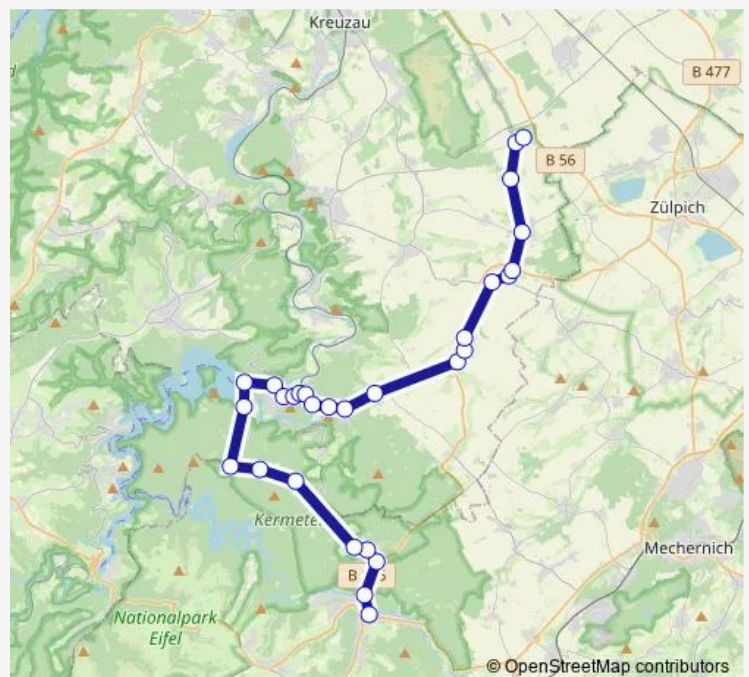 Kreuzau
B 477
B 56
Zülpich
Kermeter
Mechernich
Nationalpark
Eifel
© OpenStreetMap contributors